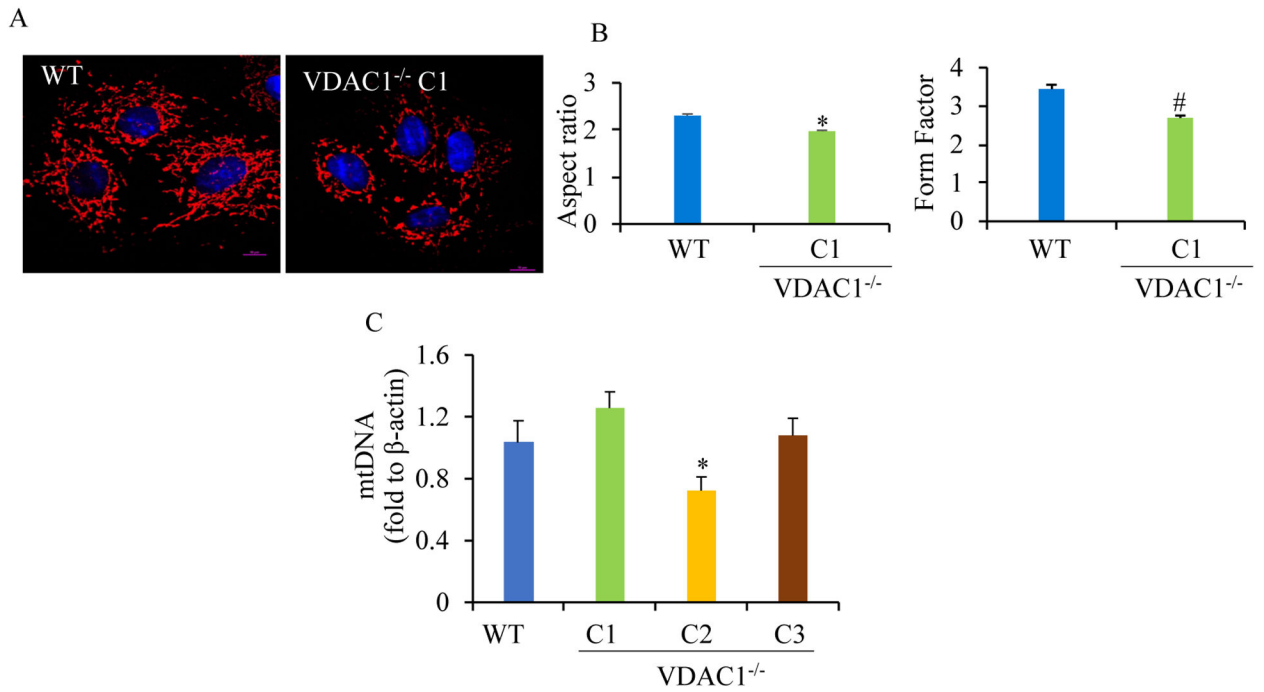 A
WT
VDAC1-/- C1
B
Aspect ratio
3
2
1
0
*
WT
C1
VDAC1-/-
Form Factor
4
3
2
1
0
#
WT
C1
VDAC1-/-
C
mtDNA
(fold to β-actin)
1.6
1.2
0.8
0.4
0
*
WT
C1
C2
C3
VDAC1-/-